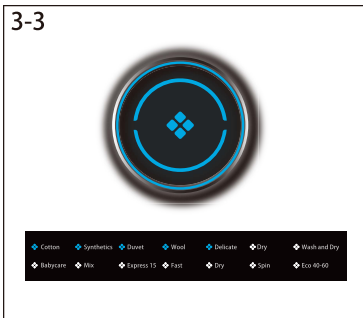 3-3
Cotton Synthetics Duvet Wool Delicate Dry Wash and Dry
Babycare Mix Express 15 Fast Dry Spin Eco 40-60